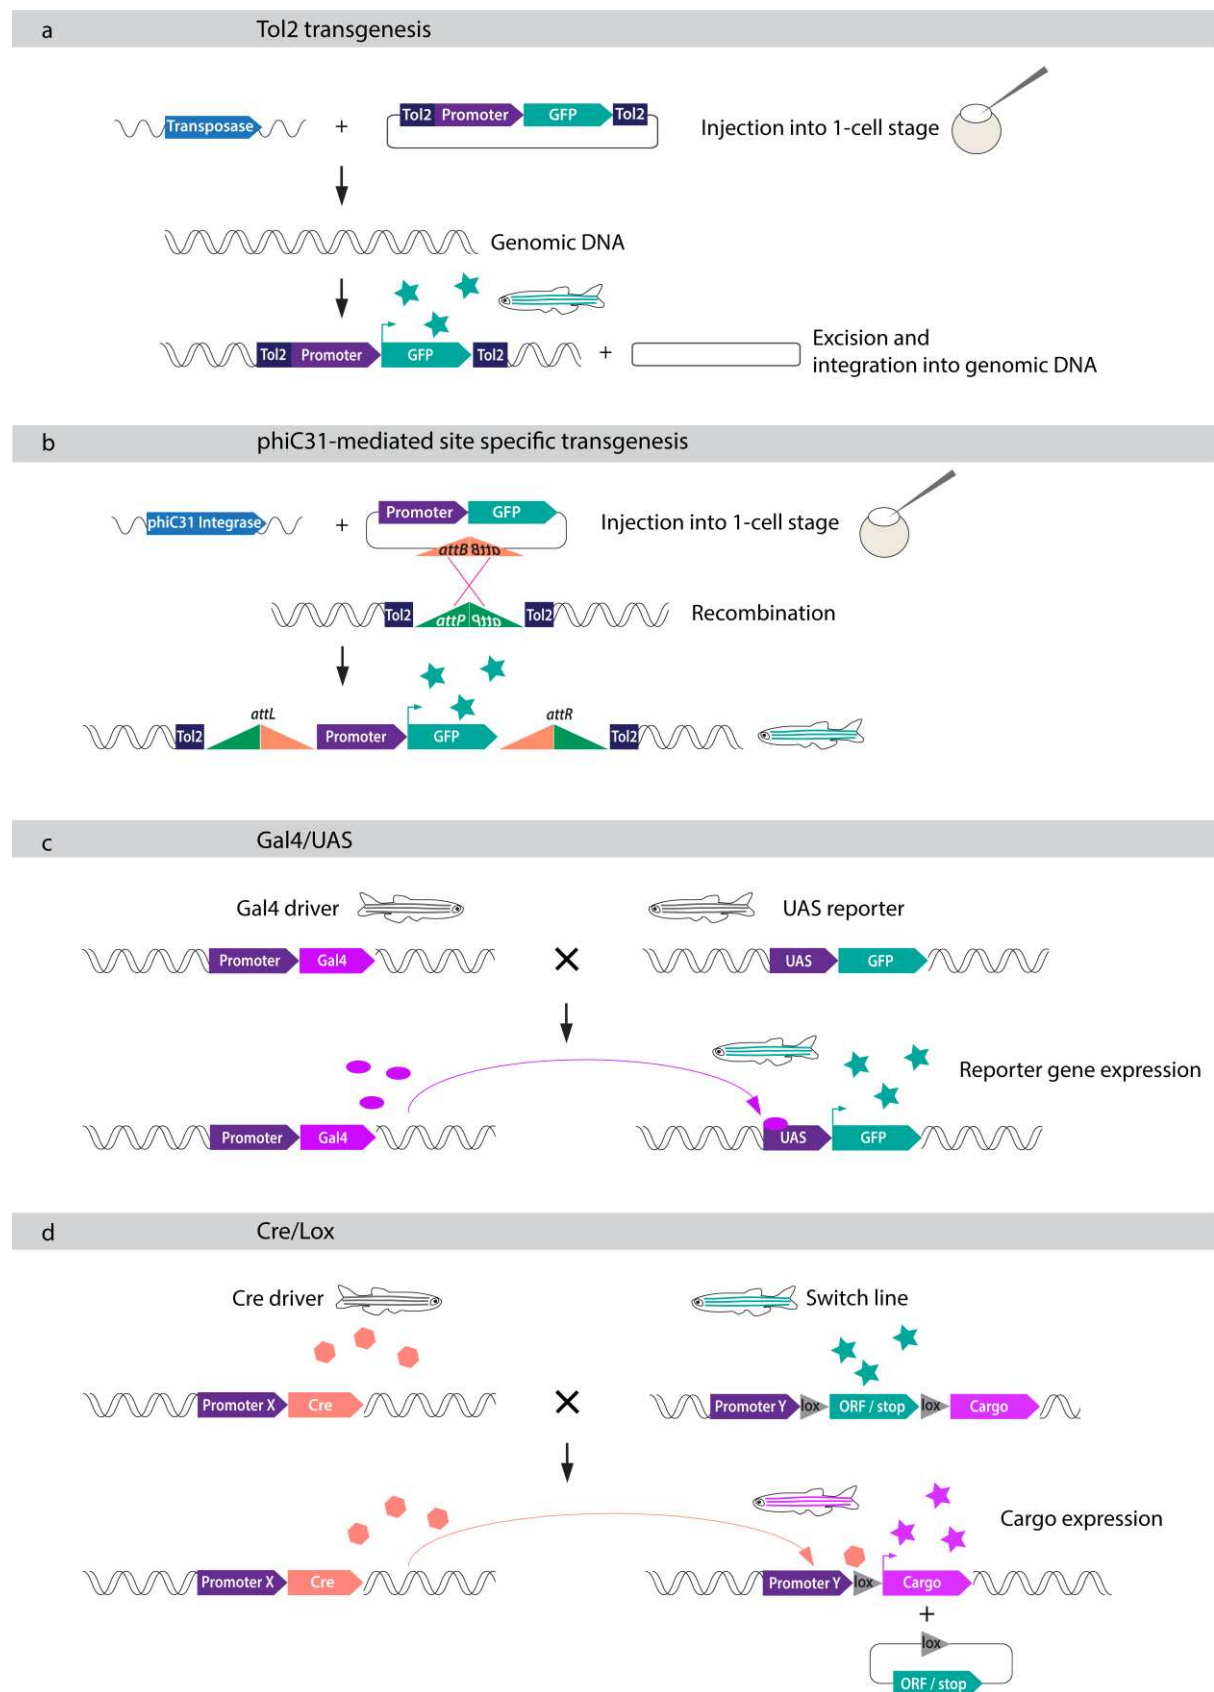 a Tol2 transgenesis
Transposase + Tol2 Promoter GFP Tol2 Injection into 1-cell stage
Genomic DNA
Tol2 Promoter GFP Tol2 + Excision and
integration into genomic DNA
b phiC31-mediated site specific transgenesis
phiC31 Integrase + Promoter GFP Injection into 1-cell stage
attB attB
Tol2 attP attP Tol2 Recombination
attL attR
Tol2 Promoter GFP Tol2
c Gal4/UAS
Gal4 driver UAS reporter
Promoter Gal4 × UAS GFP
Reporter gene expression
Promoter Gal4 UAS GFP
d Cre/Lox
Cre driver Switch line
Promoter X Cre × Promoter Y lox ORF / stop lox Cargo
Cargo expression
Promoter X Cre Promoter Y lox Cargo
+
lox
ORF / stop